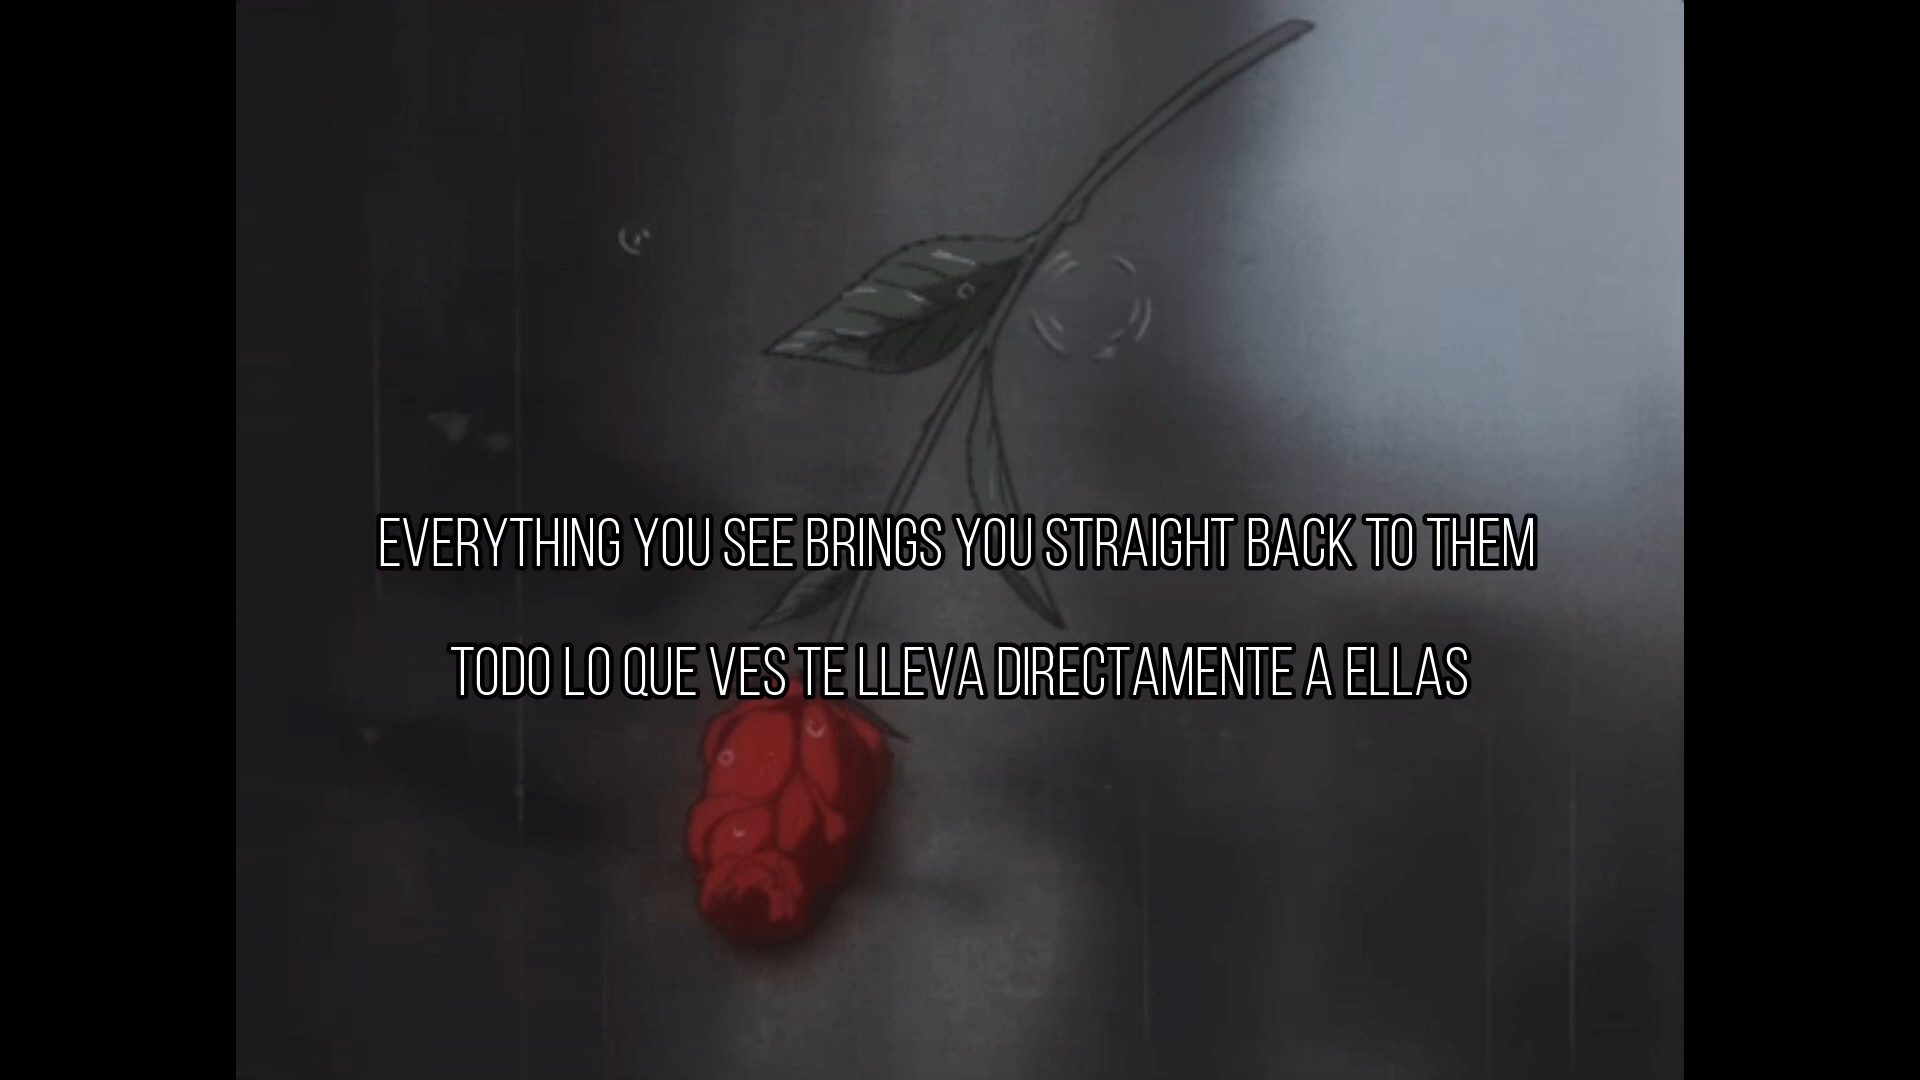 EVERYTHING YOU SEE BRINGS YOU STRAIGHT BACK TO THEM
TODO LO QUE VES TE LLEVA DIRECTAMENTE A ELLAS